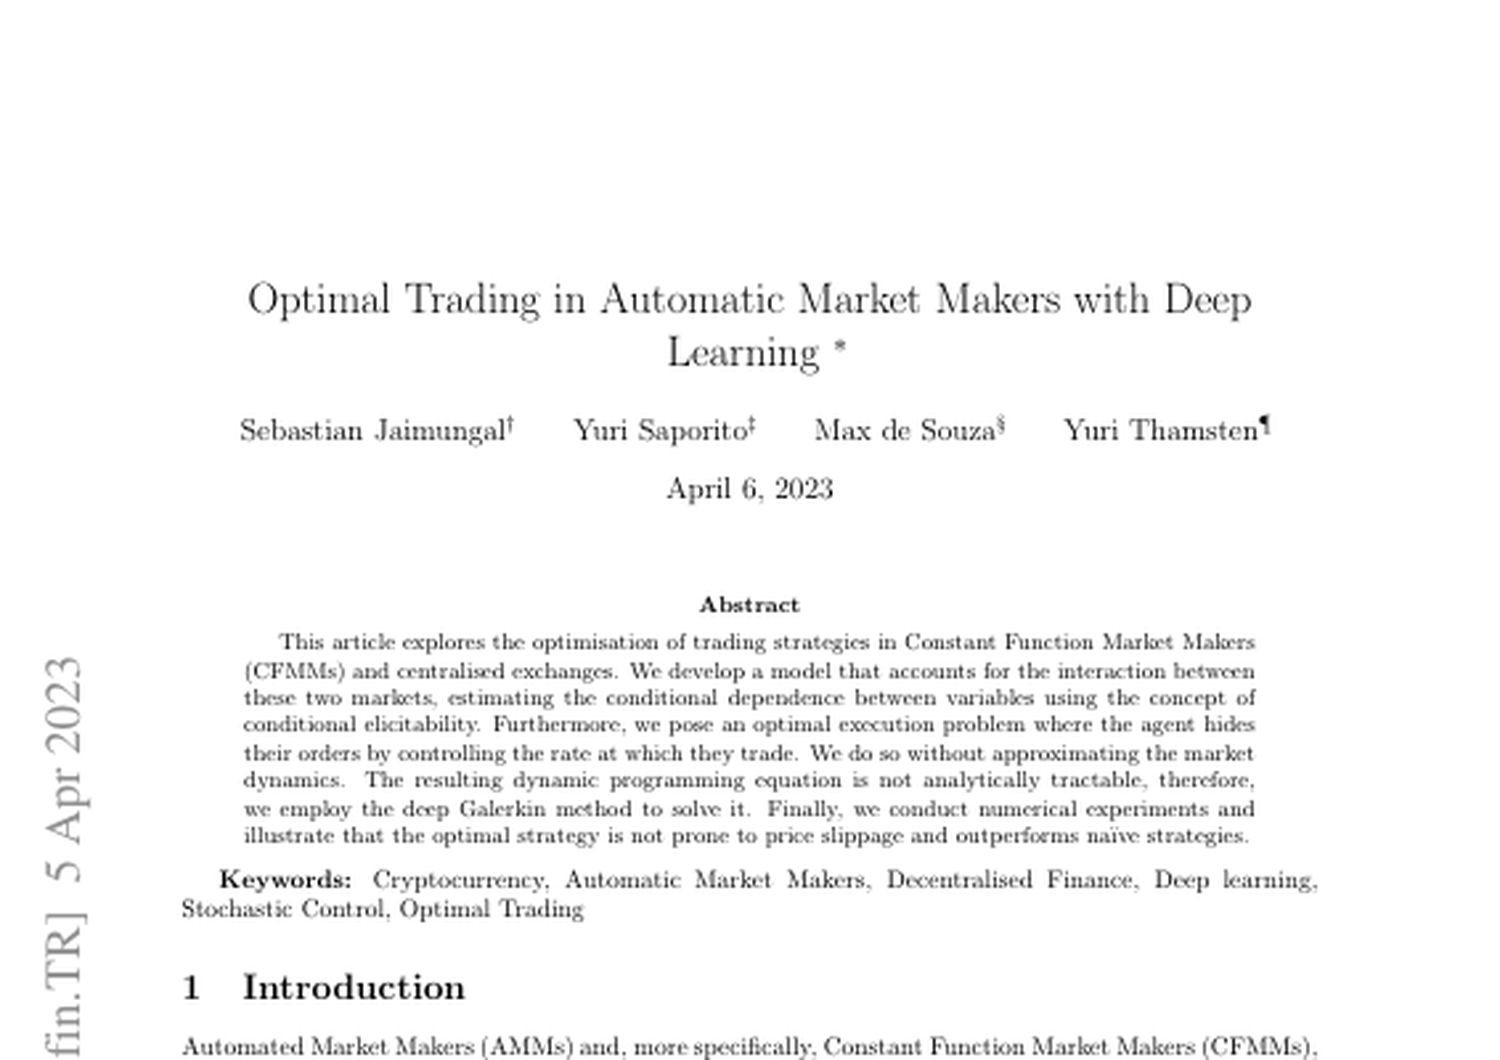 Optimal Trading in Automatic Market Makers with Deep
Learning *
Sebastian Jaimungal† Yuri Saporito‡ Max de Souza§ Yuri Thamsten¶
April 6, 2023
Abstract
This article explores the optimisation of trading strategies in Constant Function Market Makers
(CFMMs) and centralised exchanges. We develop a model that accounts for the interaction between
these two markets, estimating the conditional dependence between variables using the concept of
conditional elicitability. Furthermore, we pose an optimal execution problem where the agent hides
their orders by controlling the rate at which they trade. We do so without approximating the market
dynamics. The resulting dynamic programming equation is not analytically tractable, therefore,
we employ the deep Galerkin method to solve it. Finally, we conduct numerical experiments and
illustrate that the optimal strategy is not prone to price slippage and outperforms naïve strategies.
Keywords: Cryptocurrency, Automatic Market Makers, Decentralised Finance, Deep learning,
Stochastic Control, Optimal Trading
1 Introduction
Automated Market Makers (AMMs) and, more specifically, Constant Function Market Makers (CFMMs),
fin.TR] 5 Apr 2023